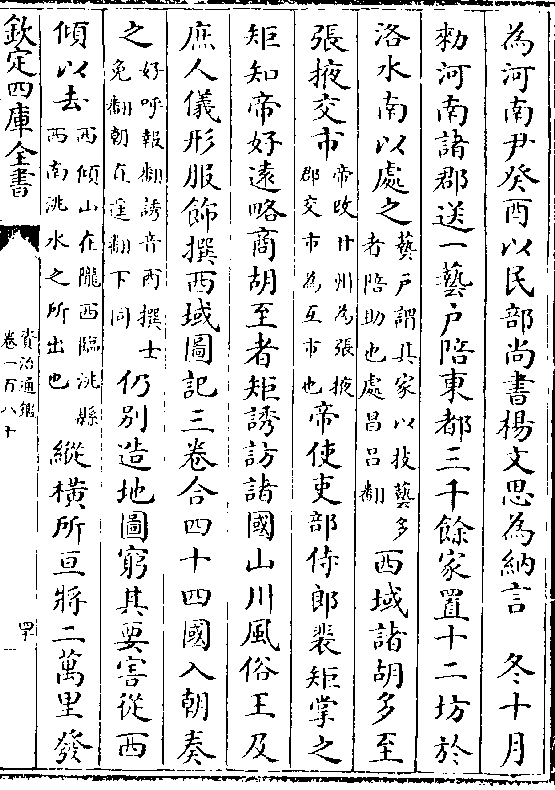 為河南尹癸酉以民部尚書楊文思為納言　冬十月
敕河南諸郡送一藝户陪東都三千餘家置十二坊於
洛水南以處之藝户謂其家以技藝多者陪助也處昌吕翻西域諸胡多至
張掖交市帝改甘州為張掖郡交市為互市也帝使吏部侍郎裴矩掌之
矩知帝好遠略商胡至者矩誘訪諸國山川風俗王及
庶人儀形服飾撰西域圖記三卷合四十四國入朝奏
之好呼報翻誘音酉撰士免翻朝直遥翻下同仍别造地圖窮其要害從西
傾以去西傾山在隴西臨洮縣西南洮水之所出也縱横所亘將二萬里發
欽定四庫全書
資治通鑑
卷一百八十
四十一